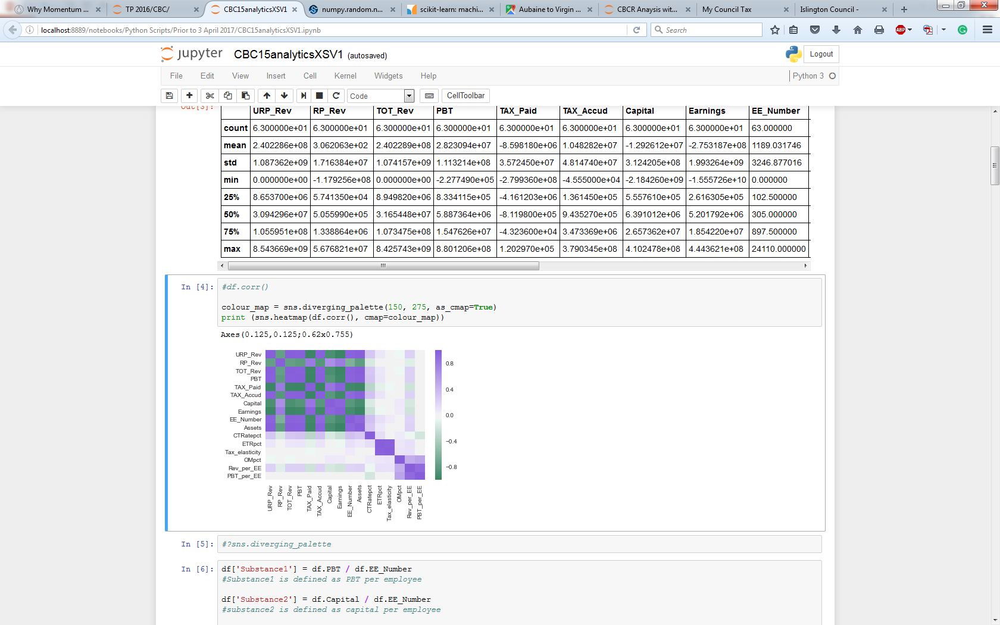 Why Momentum ...
TP 2016/CBC/
CBC15analyticsXSV1
numpy.random.n...
scikit-learn: machi...
Aubaine to Virgin ...
CBCR Anaysis wit...
My Council Tax
Islington Council -
localhost:8889/notebooks/Python Scripts/Prior to 3 April 2017/CBC15analyticsXSV1.ipynb
Search
ABP
jupyter CBC15analyticsXSV1 (autosaved)
Logout
File Edit View Insert Cell Kernel Widgets Help
Python 3
Code
CellToolbar
Out[3]:
URP_Rev RP_Rev TOT_Rev PBT TAX_Paid TAX_Accud Capital Earnings EE_Number
count 6.300000e+01 6.300000e+01 6.300000e+01 6.300000e+01 6.300000e+01 6.300000e+01 6.300000e+01 6.300000e+01 63.000000
mean 2.402286e+08 3.062063e+02 2.402289e+08 2.823094e+07 -8.598180e+06 1.048282e+07 -1.292612e+07 -2.753187e+08 1189.031746
std 1.087362e+09 1.716384e+07 1.074157e+09 1.113214e+08 3.572450e+07 4.814740e+07 3.124205e+08 1.993264e+09 3246.877016
min 0.000000e+00 -1.179256e+08 0.000000e+00 -2.277490e+05 -2.799360e+08 -4.555000e+04 -2.184260e+09 -1.555726e+10 0.000000
25% 8.653700e+06 5.741350e+04 8.949820e+06 8.334115e+05 -4.161203e+06 1.361450e+05 5.557610e+05 2.616305e+05 102.500000
50% 3.094296e+07 5.055990e+05 3.165448e+07 5.887364e+06 -8.119800e+05 9.435270e+05 6.391012e+06 5.201792e+06 305.000000
75% 1.055951e+08 1.338864e+06 1.073475e+08 1.547626e+07 -4.323600e+04 3.473369e+06 2.657362e+07 1.854220e+07 897.500000
max 8.543669e+09 5.676821e+07 8.425743e+09 8.801206e+08 1.202970e+05 3.790345e+08 4.102478e+08 4.443621e+08 24110.000000
In [4]:
#df.corr()
colour_map = sns.diverging_palette(150, 275, as_cmap=True)
print (sns.heatmap(df.corr(), cmap=colour_map))
Axes(0.125,0.125;0.62x0.755)
URP_Rev
RP_Rev
TOT_Rev
PBT
TAX_Paid
TAX_Accud
Capital
Earnings
EE_Number
Assets
CTRatepct
ETRpct
Tax_elasticity
OMpct
Rev_per_EE
PBT_per_EE
0.8
0.4
0.0
−0.4
−0.8
URP_Rev
RP_Rev
TOT_Rev
PBT
TAX_Paid
TAX_Accud
Capital
Earnings
EE_Number
Assets
CTRatepct
ETRpct
Tax_elasticity
OMpct
Rev_per_EE
PBT_per_EE
In [5]:
#?sns.diverging_palette
In [6]:
df['Substance1'] = df.PBT / df.EE_Number
#Substance1 is defined as PBT per employee
df['Substance2'] = df.Capital / df.EE_Number
#substance2 is defined as capital per employee